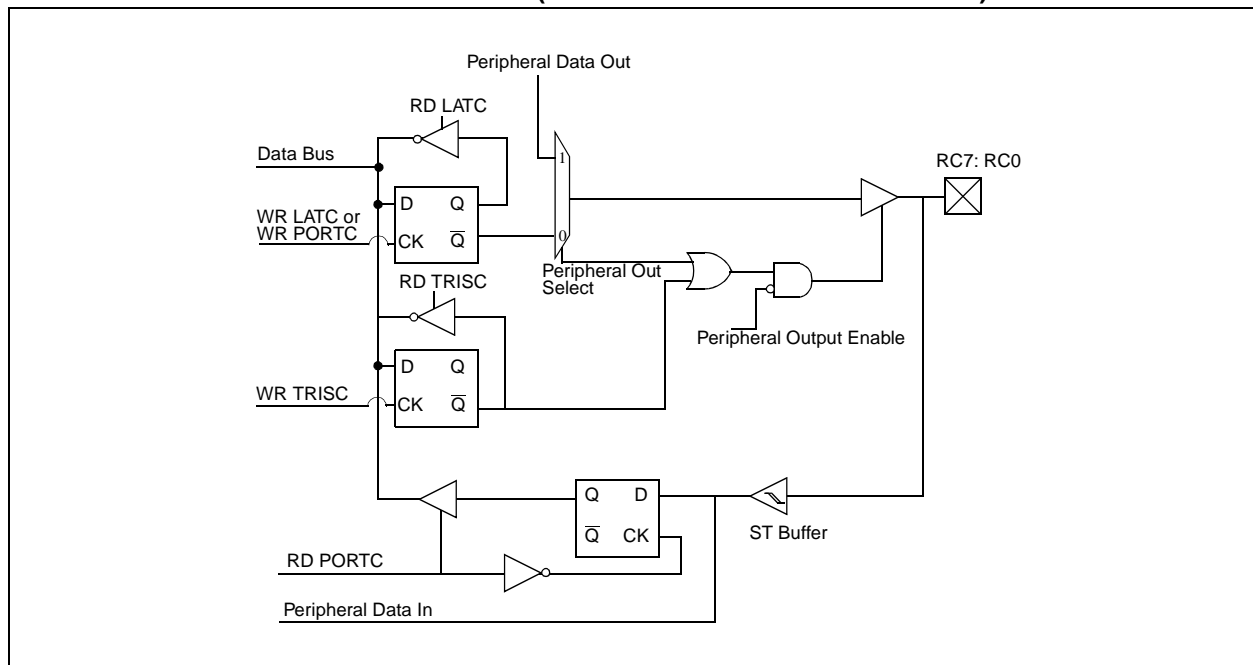 Peripheral Data Out
RD LATC
Data Bus
1
RC7: RC0
WR LATC or
WR PORTC
D
Q
CK
Q̅
0
Peripheral Out
Select
RD TRISC
Peripheral Output Enable
D
Q
WR TRISC
CK
Q̅
Q
D
Q̅
CK
ST Buffer
RD PORTC
Peripheral Data In